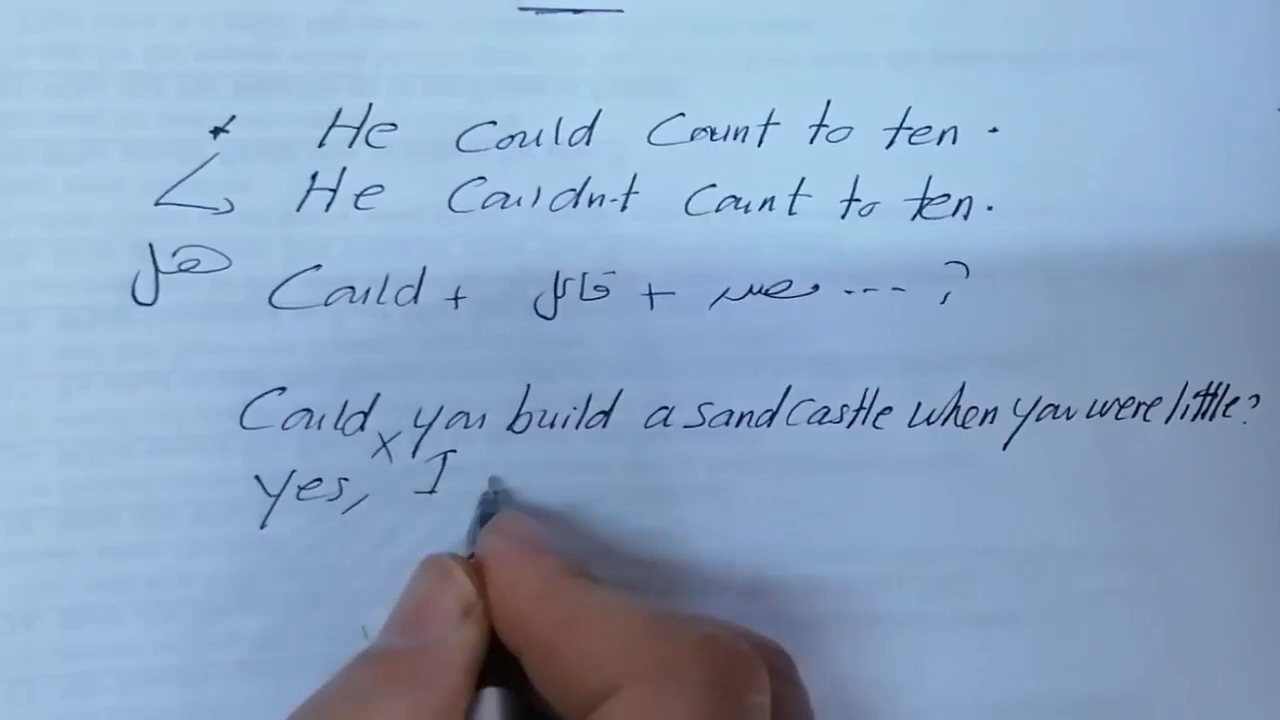 * He Could Count to ten.
He Couldn't Count to ten.
هل Could + فاعل + مصدر ---- ?
Could you build a sandcastle when you were little?
x
yes, I